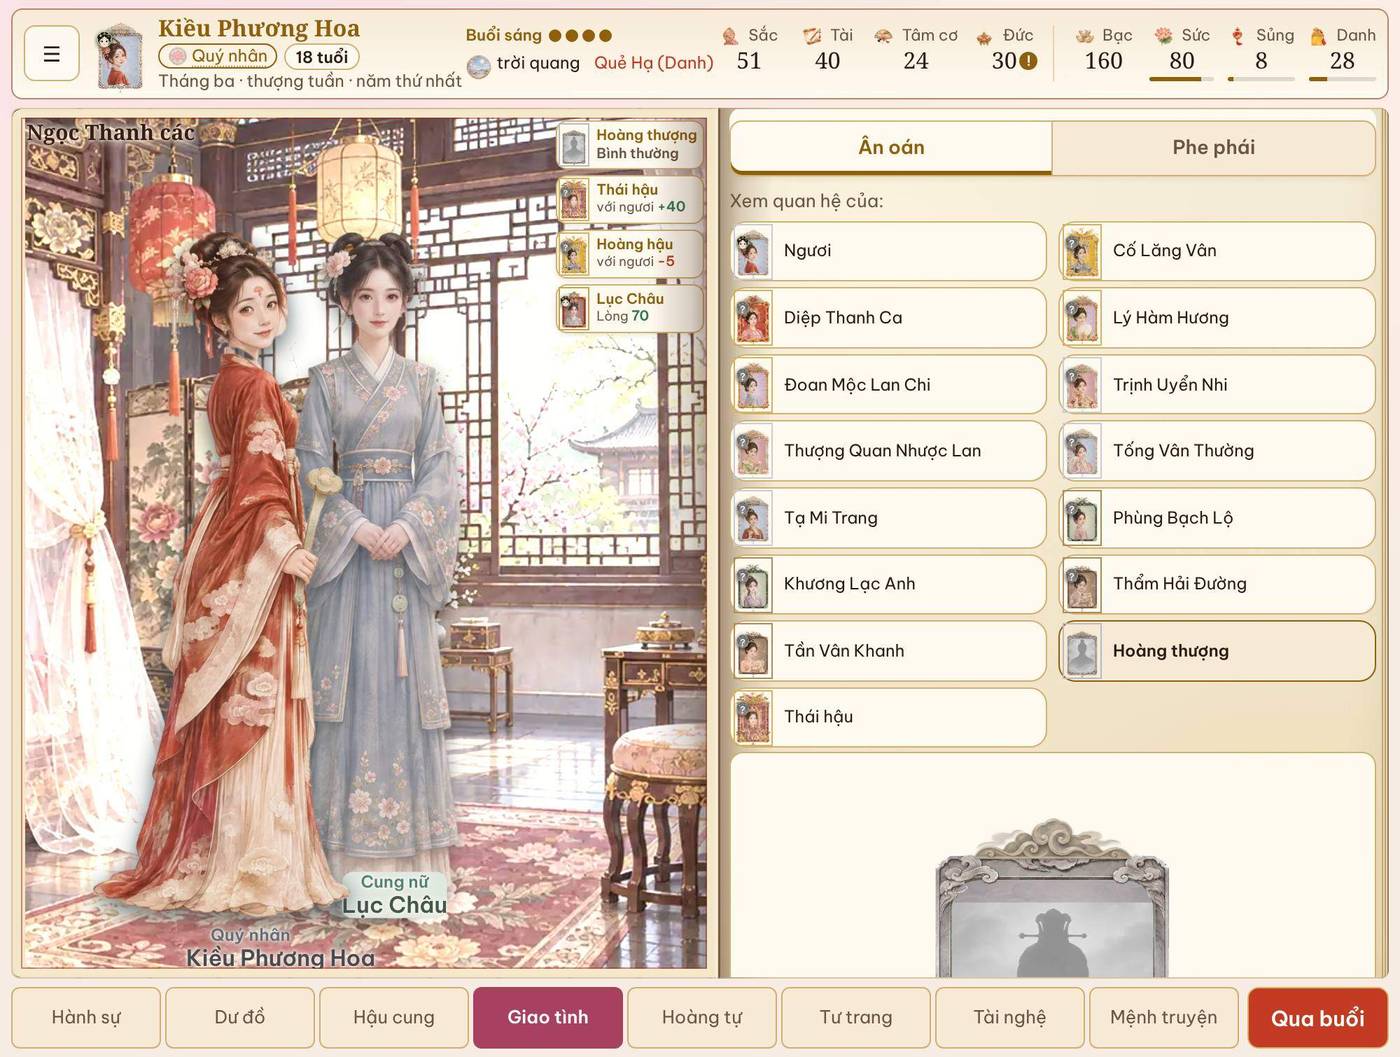 ☰
Kiều Phương Hoa
Quý nhân
18 tuổi
Tháng ba · thượng tuần · năm thứ nhất
Buổi sáng
trời quang
Quẻ Hạ (Danh)
Sắc
51
Tài
40
Tâm cơ
24
Đức
30!
Bạc
160
Sức
80
Sủng
8
Danh
28
Ngọc Thanh các
Hoàng thượng
Bình thường
Thái hậu
với ngươi +40
Hoàng hậu
với ngươi -5
Lục Châu
Lòng 70
Cung nữ
Lục Châu
Quý nhân
Kiều Phương Hoa
Ân oán
Phe phái
Xem quan hệ của:
Ngươi
? Cố Lăng Vân
? Diệp Thanh Ca
? Lý Hàm Hương
? Đoan Mộc Lan Chi
? Trịnh Uyển Nhi
? Thượng Quan Nhược Lan
? Tống Vân Thường
? Tạ Mi Trang
? Phùng Bạch Lộ
? Khương Lạc Anh
? Thẩm Hải Đường
? Tần Vân Khanh
Hoàng thượng
? Thái hậu
Hành sự
Dư đồ
Hậu cung
Giao tình
Hoàng tự
Tư trang
Tài nghệ
Mệnh truyện
Qua buổi